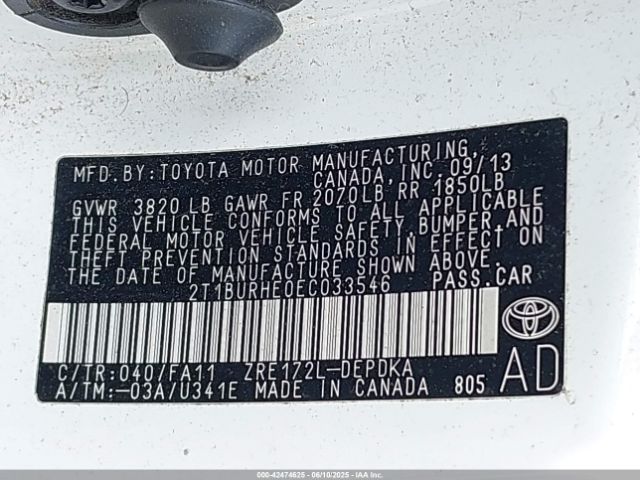 MFD. BY: TOYOTA MOTOR MANUFACTURING,
CANADA, INC. 09/13
GVWR 3820 LB GAWR FR 2070LB RR 1850LB
THIS VEHICLE CONFORMS TO ALL APPLICABLE
FEDERAL MOTOR VEHICLE SAFETY, BUMPER, AND
THEFT PREVENTION STANDARDS IN EFFECT ON
THE DATE OF MANUFACTURE SHOWN ABOVE.
2T1BURHE0EC033546 PASS.CAR
C/TR:040/FA11 ZRE172L-DEPDKA
A/TM:-03A/U341E MADE IN CANADA 805
AD
000-42474625 - 06/10/2025 - IAA Inc.